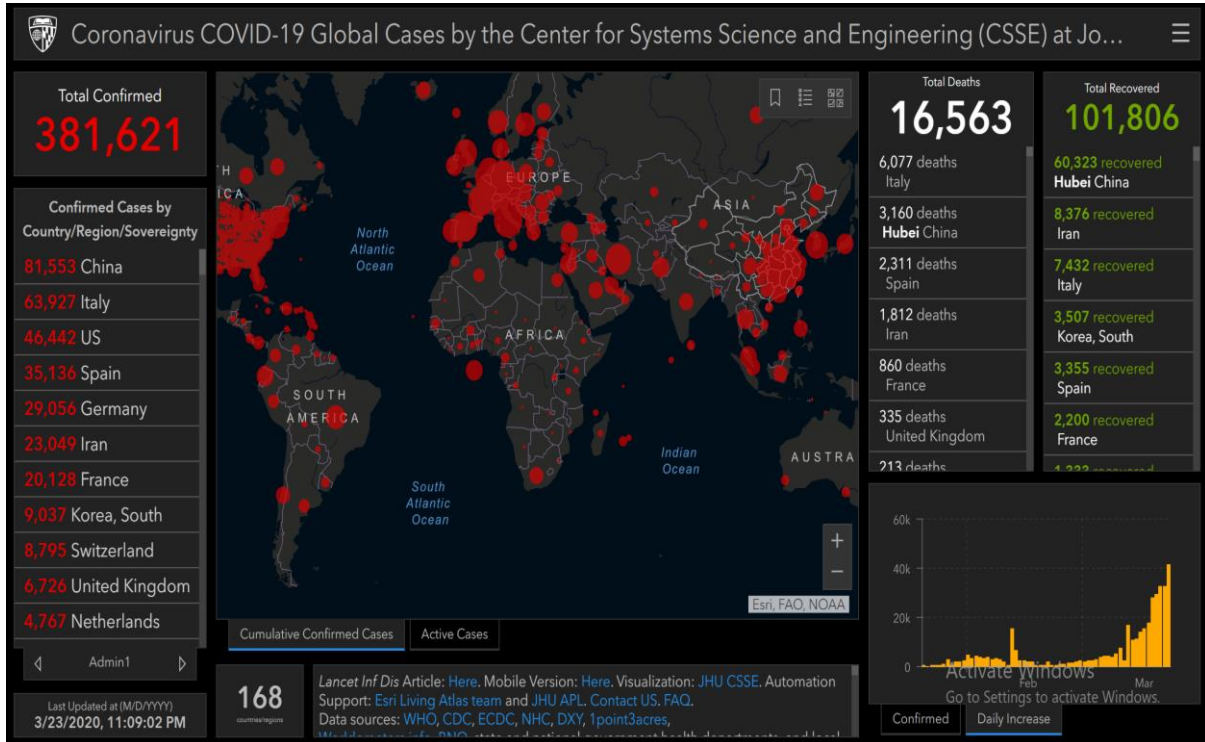 Coronavirus COVID-19 Global Cases by the Center for Systems Science and Engineering (CSSE) at Jo...
Total Confirmed
381,621
Confirmed Cases by
Country/Region/Sovereignty
81,553 China
63,927 Italy
46,442 US
35,136 Spain
29,056 Germany
23,049 Iran
20,128 France
9,037 Korea, South
8,795 Switzerland
6,726 United Kingdom
4,767 Netherlands
Admin1
Last Updated at (M/D/YYYY)
3/23/2020, 11:09:02 PM
North
Atlantic
Ocean
EUROPE
ASIA
AFRICA
SOUTH
AMERICA
South
Atlantic
Ocean
Indian
Ocean
AUSTRA
+
−
Esri, FAO, NOAA
Cumulative Confirmed Cases
Active Cases
168
countries/regions
Lancet Inf Dis Article: Here. Mobile Version: Here. Visualization: JHU CSSE. Automation
Support: Esri Living Atlas team and JHU APL. Contact US. FAQ.
Data sources: WHO, CDC, ECDC, NHC, DXY, 1point3acres,
Total Deaths
16,563
6,077 deaths
Italy
3,160 deaths
Hubei China
2,311 deaths
Spain
1,812 deaths
Iran
860 deaths
France
335 deaths
United Kingdom
213 deaths
Total Recovered
101,806
60,323 recovered
Hubei China
8,376 recovered
Iran
7,432 recovered
Italy
3,507 recovered
Korea, South
3,355 recovered
Spain
2,200 recovered
France
60k
40k
20k
0
Feb
Mar
Activate Windows
Go to Settings to activate Windows.
Confirmed
Daily Increase